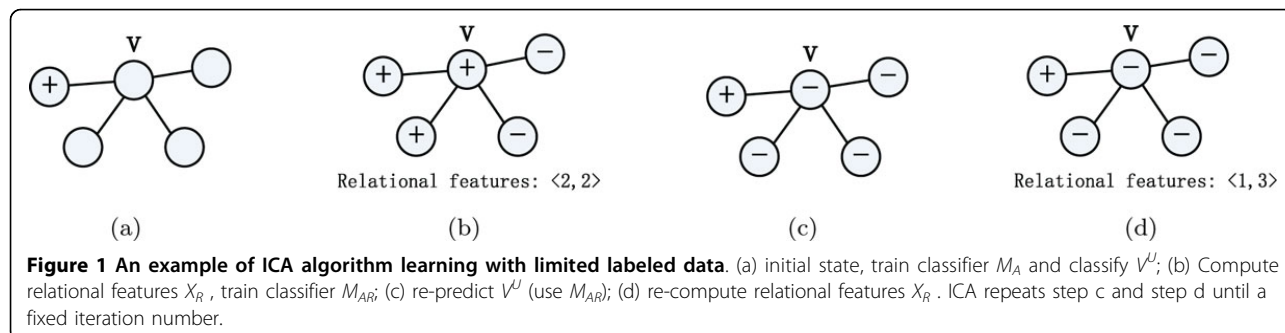 V
+
V
+
+
−
+
−
Relational features: <2,2>
V
+
−
−
−
−
V
+
−
−
−
−
Relational features: <1,3>
(a)
(b)
(c)
(d)
Figure 1 An example of ICA algorithm learning with limited labeled data. (a) initial state, train classifier M_A and classify V^U; (b) Compute
relational features X_R , train classifier M_AR; (c) re-predict V^U (use M_AR); (d) re-compute relational features X_R . ICA repeats step c and step d until a
fixed iteration number.